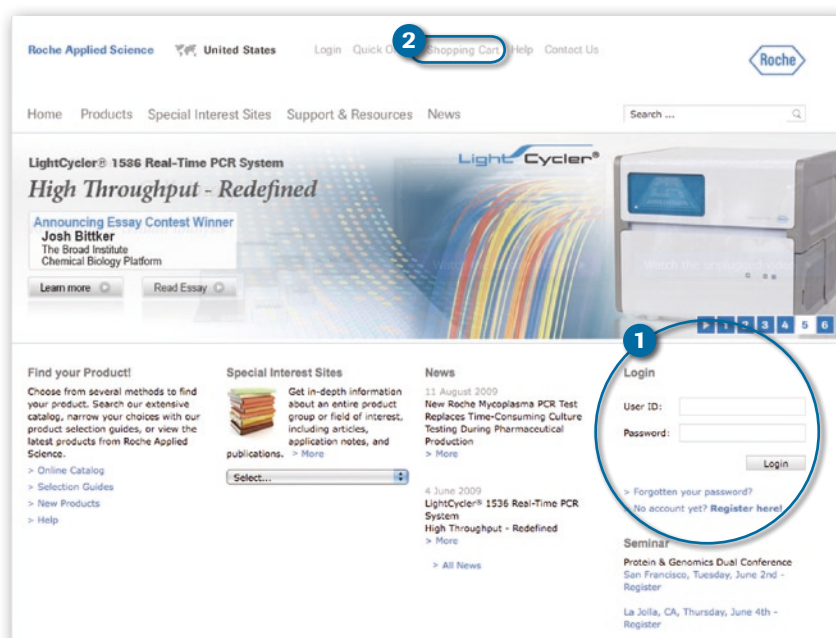 Roche Applied Science
United States
Login Quick O
2
Shopping Cart
Help Contact Us
Roche
Home Products Special Interest Sites Support & Resources News
Search ...
LightCycler® 1536 Real-Time PCR System
High Throughput - Redefined
Light Cycler®
Announcing Essay Contest Winner
Josh Bittker
The Broad Institute
Chemical Biology Platform
Learn more
Read Essay
1 2 3 4 5 6
Find your Product!
Choose from several methods to find
your product. Search our extensive
catalog, narrow your choices with our
product selection guides, or view the
latest products from Roche Applied
Science.
> Online Catalog
> Selection Guides
> New Products
> Help
Special Interest Sites
Get in-depth information
about an entire product
group or field of interest,
including articles,
application notes, and
publications. > More
Select...
News
11 August 2009
New Roche Mycoplasma PCR Test
Replaces Time-Consuming Culture
Testing During Pharmaceutical
Production
> More
4 June 2009
LightCycler® 1536 Real-Time PCR
System
High Throughput - Redefined
> More
> All News
1
Login
User ID:
Password:
Login
> Forgotten your password?
No account yet? Register here!
Seminar
Protein & Genomics Dual Conference
San Francisco, Tuesday, June 2nd -
Register
La Jolla, CA, Thursday, June 4th -
Register